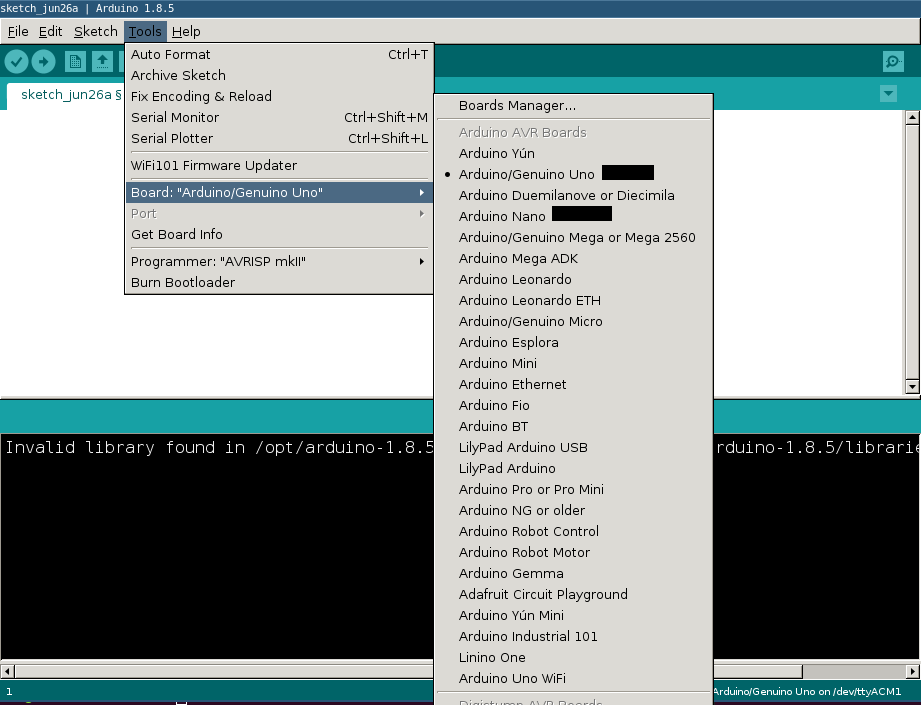 sketch_jun26a | Arduino 1.8.5
File Edit Sketch Tools Help
sketch_jun26a §
Auto Format Ctrl+T
Archive Sketch
Fix Encoding & Reload
Serial Monitor Ctrl+Shift+M
Serial Plotter Ctrl+Shift+L
WiFi101 Firmware Updater
Board: "Arduino/Genuino Uno"
Port
Get Board Info
Programmer: "AVRISP mkII"
Burn Bootloader
Boards Manager...
Arduino AVR Boards
Arduino Yún
• Arduino/Genuino Uno
Arduino Duemilanove or Diecimila
Arduino Nano
Arduino/Genuino Mega or Mega 2560
Arduino Mega ADK
Arduino Leonardo
Arduino Leonardo ETH
Arduino/Genuino Micro
Arduino Esplora
Arduino Mini
Arduino Ethernet
Arduino Fio
Arduino BT
LilyPad Arduino USB
LilyPad Arduino
Arduino Pro or Pro Mini
Arduino NG or older
Arduino Robot Control
Arduino Robot Motor
Arduino Gemma
Adafruit Circuit Playground
Arduino Yún Mini
Arduino Industrial 101
Linino One
Arduino Uno WiFi
Digistump AVR Boards
Invalid library found in /opt/arduino-1.8.5 rduino-1.8.5/librarie
1 Arduino/Genuino Uno on /dev/ttyACM1